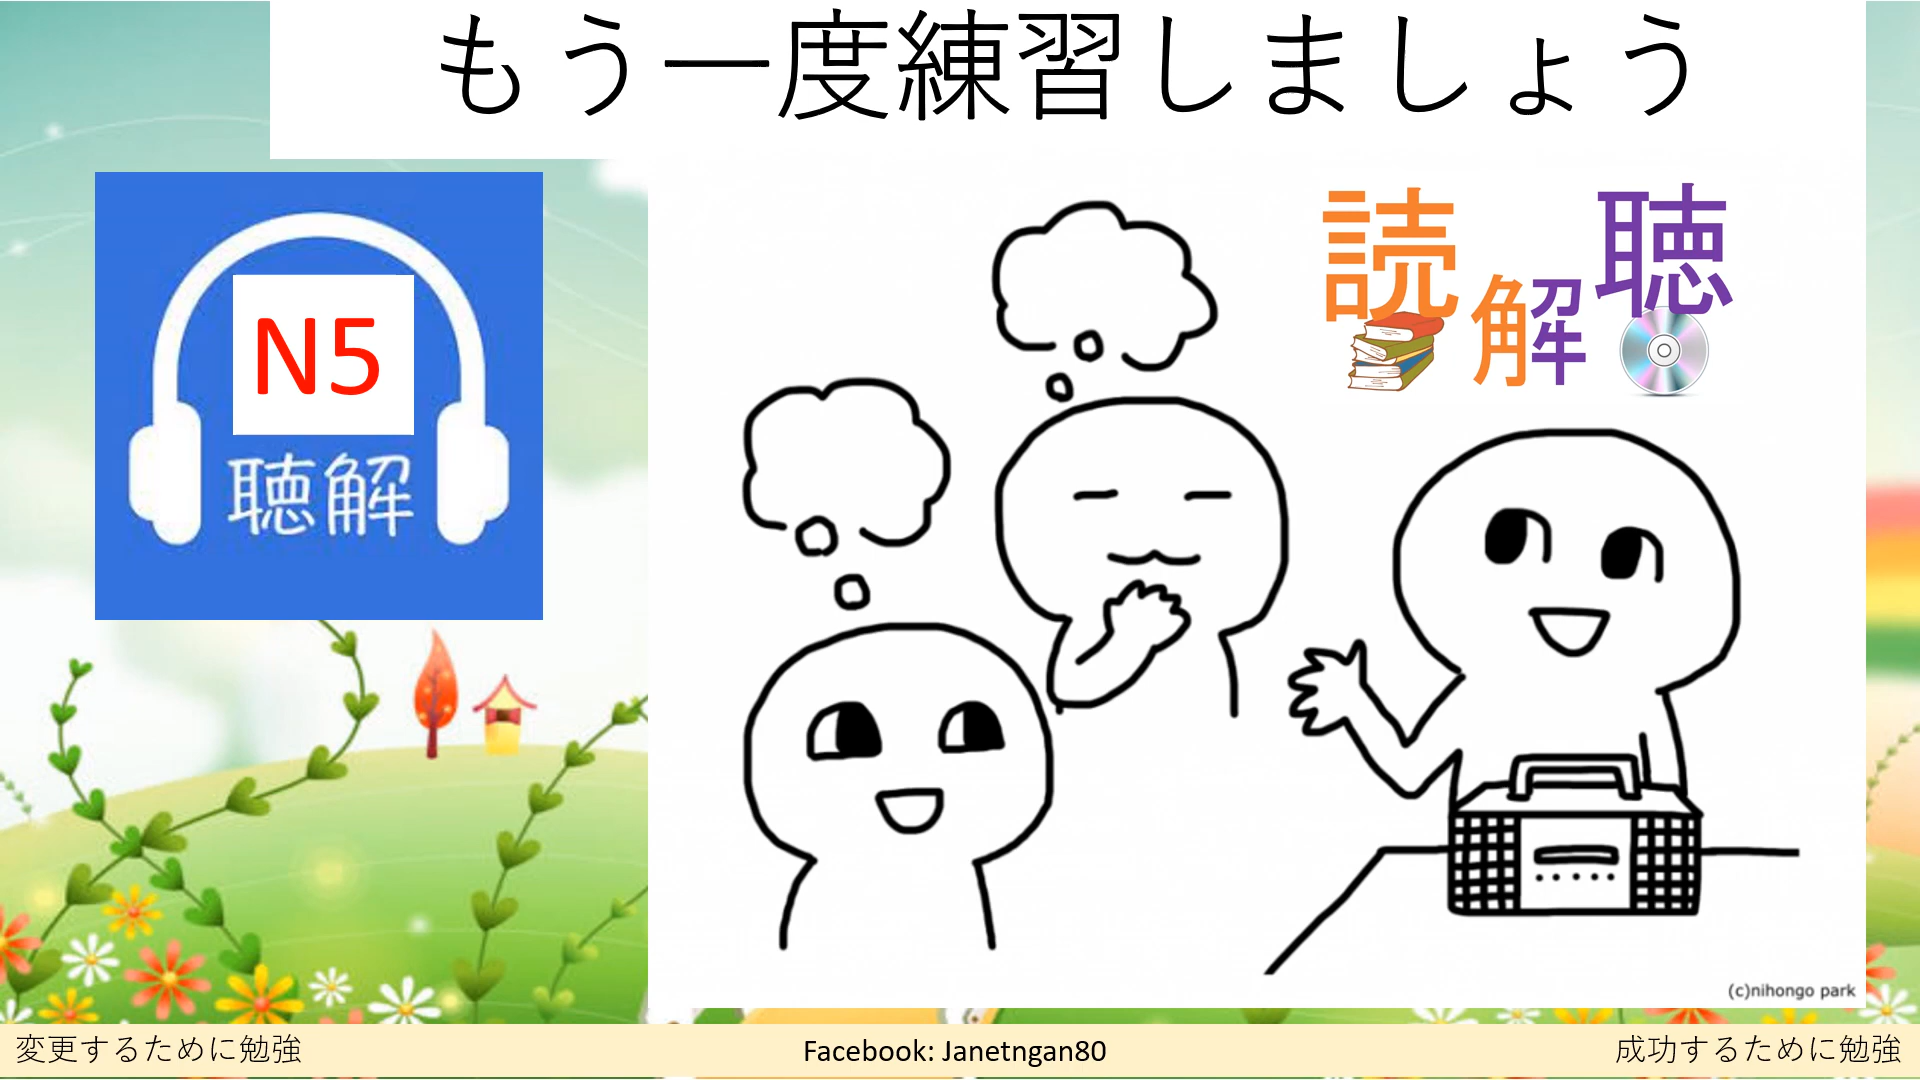 もう一度練習しましょう
N5
聴解
読解聴
(c)nihongo park
変更するために勉強
Facebook: Janetngan80
成功するために勉強